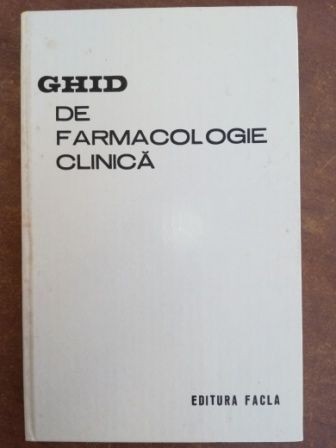 GHID
DE
FARMACOLOGIE
CLINICĂ
EDITURA FACLA